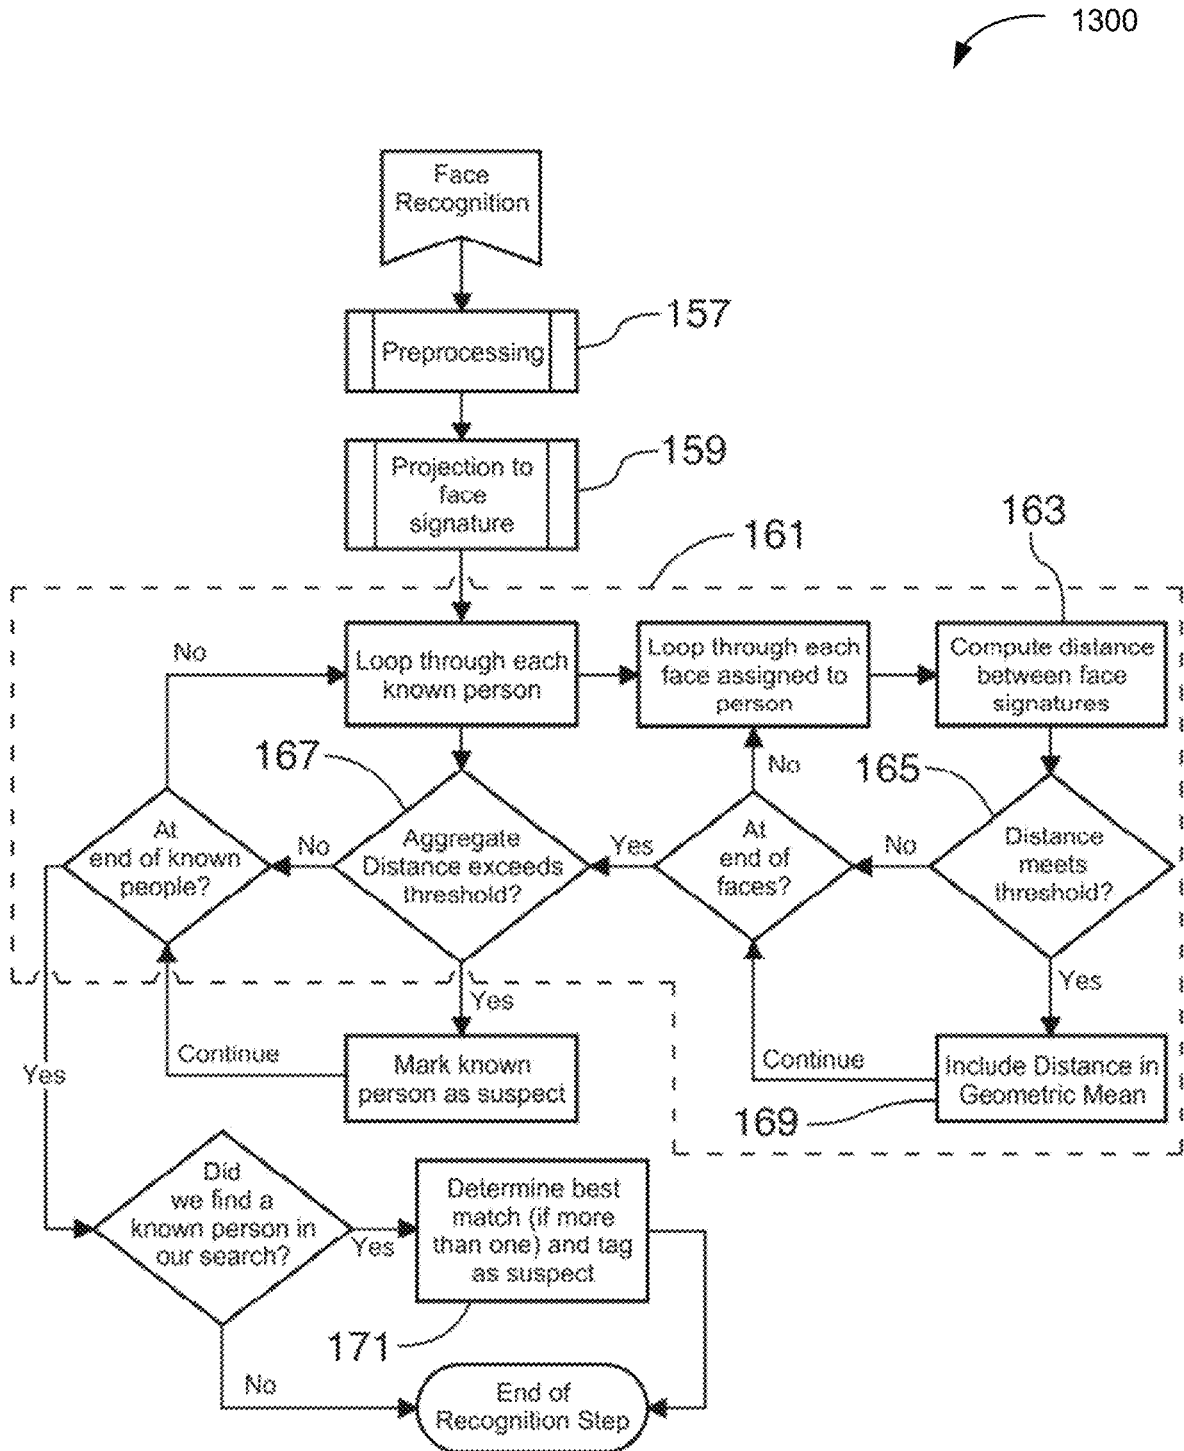 1300
Face
Recognition
157
Preprocessing
159
Projection to
face
signature
161
163
No
Loop through each
known person
Loop through each
face assigned to
person
Compute distance
between face
signatures
167
No
165
At
end of known
people?
No
Aggregate
Distance exceeds
threshold?
Yes
At
end of
faces?
No
Distance
meets
threshold?
Yes
Yes
Yes
Continue
Mark known
person as suspect
Continue
Include Distance in
Geometric Mean
169
Did
we find a
known person in
our search?
Yes
Determine best
match (if more
than one) and tag
as suspect
171
No
End of
Recognition Step